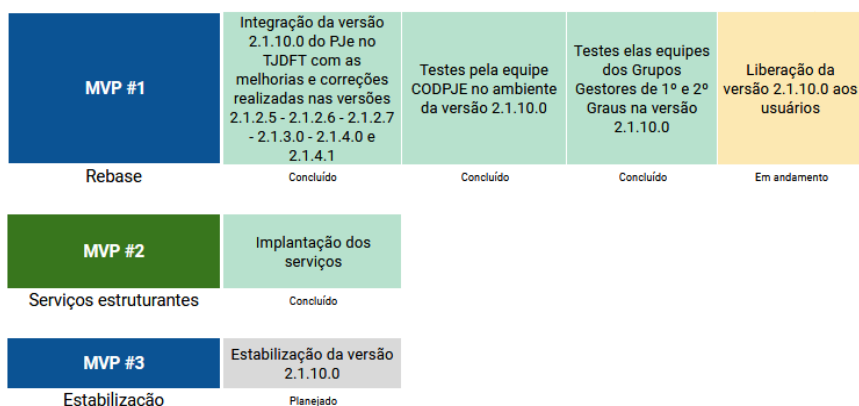 MVP #1
Integração da versão
2.1.10.0 do PJe no
TJDFT com as
melhorias e correções
realizadas nas versões
2.1.2.5 - 2.1.2.6 - 2.1.2.7
- 2.1.3.0 - 2.1.4.0 e
2.1.4.1
Testes pela equipe
CODPJE no ambiente
da versão 2.1.10.0
Testes elas equipes
dos Grupos
Gestores de 1º e 2º
Graus na versão
2.1.10.0
Liberação da
versão 2.1.10.0 aos
usuários
Rebase
Concluído
Concluído
Concluído
Em andamento
MVP #2
Implantação dos
serviços
Serviços estruturantes
Concluído
MVP #3
Estabilização da versão
2.1.10.0
Estabilização
Planejado